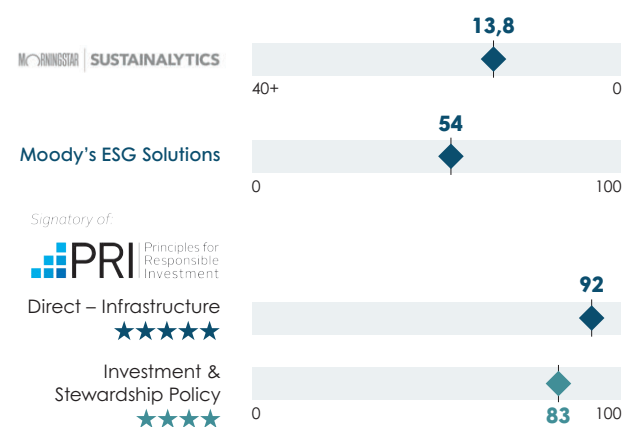 13,8
MORNINGSTAR | SUSTAINALYTICS
40+ 0
54
Moody's ESG Solutions
0 100
Signatory of:
PRI | Principles for
Responsible
Investment
92
Direct – Infrastructure
★★★★★
Investment &
Stewardship Policy
★★★★
0 83 100